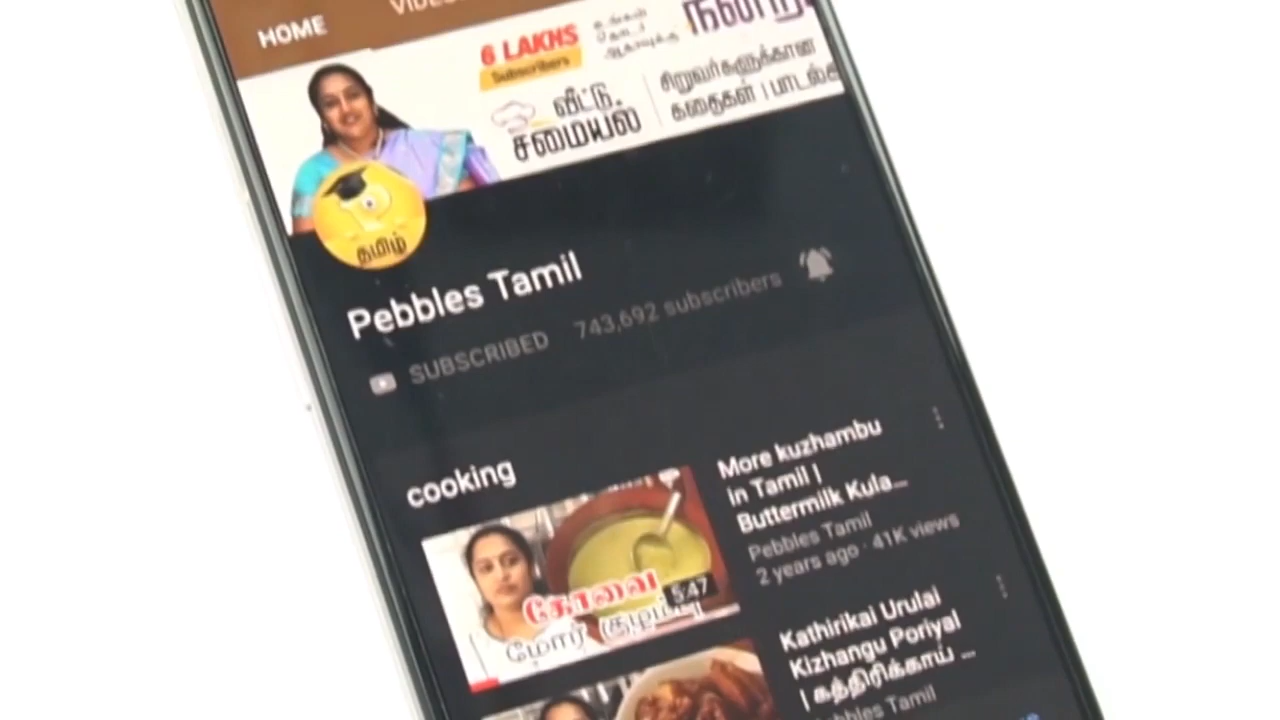 HOME
6 LAKHS
Subscribers
வீட்டு
சமையல்
சிறுவர்களுக்கான
கதைகள் |
தமிழ்
Pebbles Tamil
SUBSCRIBED 743,692 subscribers
cooking
More kuzhambu
in Tamil |
Buttermilk Kula...
Pebbles Tamil
2 years ago · 41K views
கோவை
மோர் குழம்பு
5:47
Kathirikai Urulai
Kizhangu Poriyal
| கத்திரிக்காய் ...
Pebbles Tamil